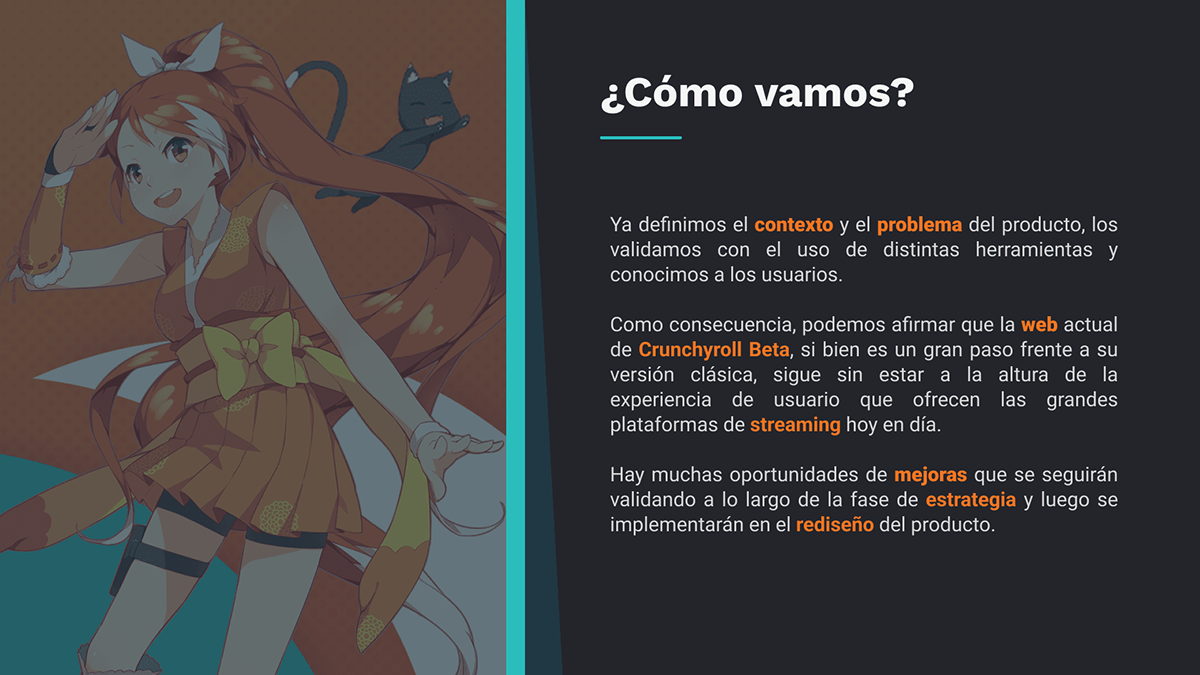 ¿Cómo vamos?
Ya definimos el contexto y el problema del producto, los
validamos con el uso de distintas herramientas y
conocimos a los usuarios.
Como consecuencia, podemos afirmar que la web actual
de Crunchyroll Beta, si bien es un gran paso frente a su
versión clásica, sigue sin estar a la altura de la
experiencia de usuario que ofrecen las grandes
plataformas de streaming hoy en día.
Hay muchas oportunidades de mejoras que se seguirán
validando a lo largo de la fase de estrategia y luego se
implementarán en el rediseño del producto.